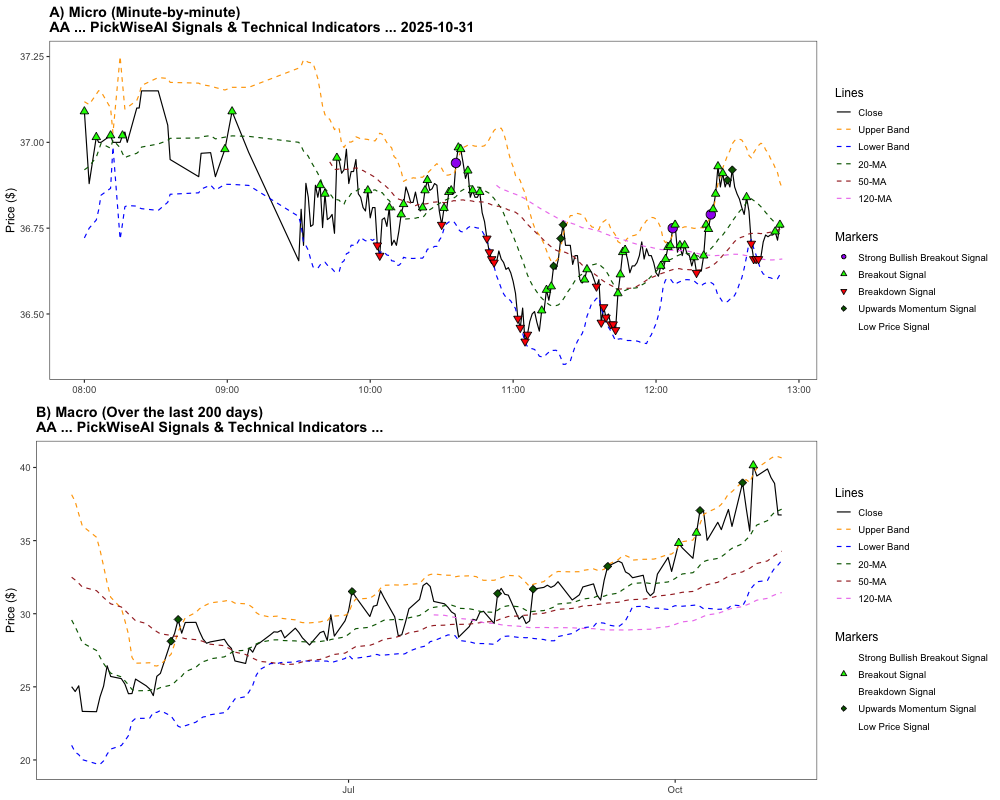 A) Micro (Minute-by-minute)
AA ... PickWiseAI Signals & Technical Indicators ... 2025-10-31
Price ($)
37.25
37.00
36.75
36.50
08:00
09:00
10:00
11:00
12:00
13:00
Lines
Close
Upper Band
Lower Band
20-MA
50-MA
120-MA
Markers
Strong Bullish Breakout Signal
Breakout Signal
Breakdown Signal
Upwards Momentum Signal
Low Price Signal
B) Macro (Over the last 200 days)
AA ... PickWiseAI Signals & Technical Indicators ...
Price ($)
40
35
30
25
20
Jul
Oct
Lines
Close
Upper Band
Lower Band
20-MA
50-MA
120-MA
Markers
Strong Bullish Breakout Signal
Breakout Signal
Breakdown Signal
Upwards Momentum Signal
Low Price Signal